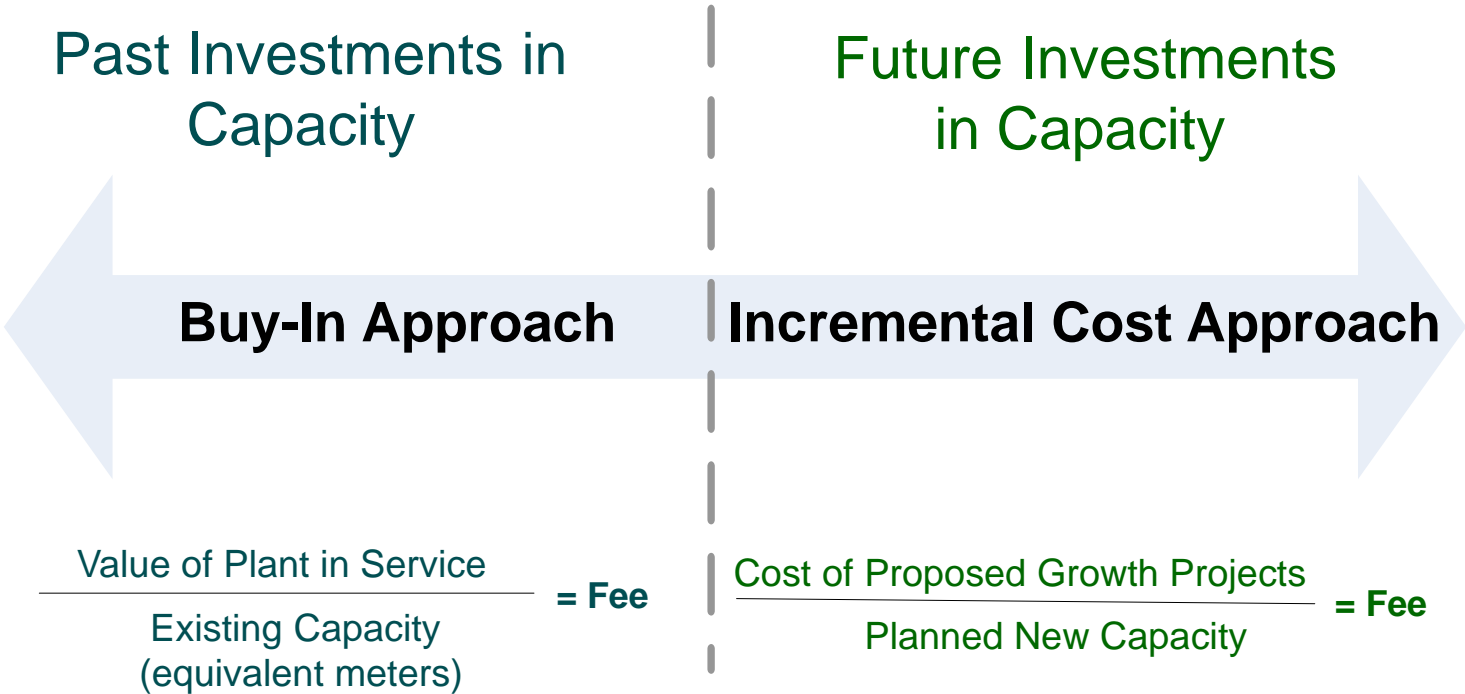 Past Investments in
Capacity
Future Investments
in Capacity
Buy-In Approach
Incremental Cost Approach
Value of Plant in Service
Existing Capacity
(equivalent meters)
= Fee
Cost of Proposed Growth Projects
Planned New Capacity
= Fee